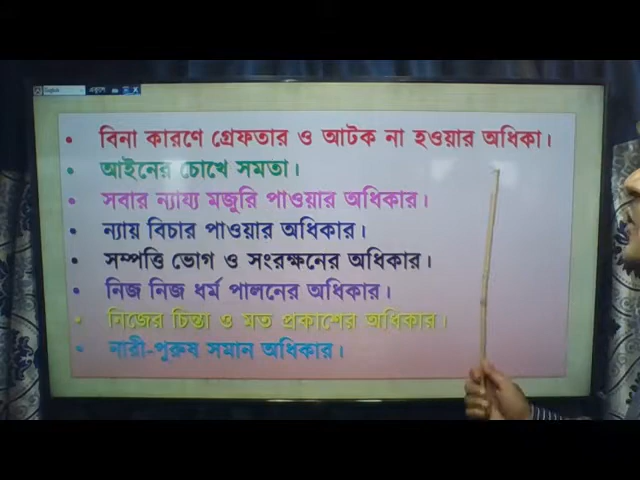 English
• বিনা কারণে গ্রেফতার ও আটক না হওয়ার অধিকা।
• আইনের চোখে সমতা।
• সবার ন্যায্য মজুরি পাওয়ার অধিকার।
• ন্যায় বিচার পাওয়ার অধিকার।
• সম্পত্তি ভোগ ও সংরক্ষনের অধিকার।
• নিজ নিজ ধর্ম পালনের অধিকার।
• নিজের চিন্তা ও মত প্রকাশের অধিকার।
• নারী-পুরুষ সমান অধিকার।